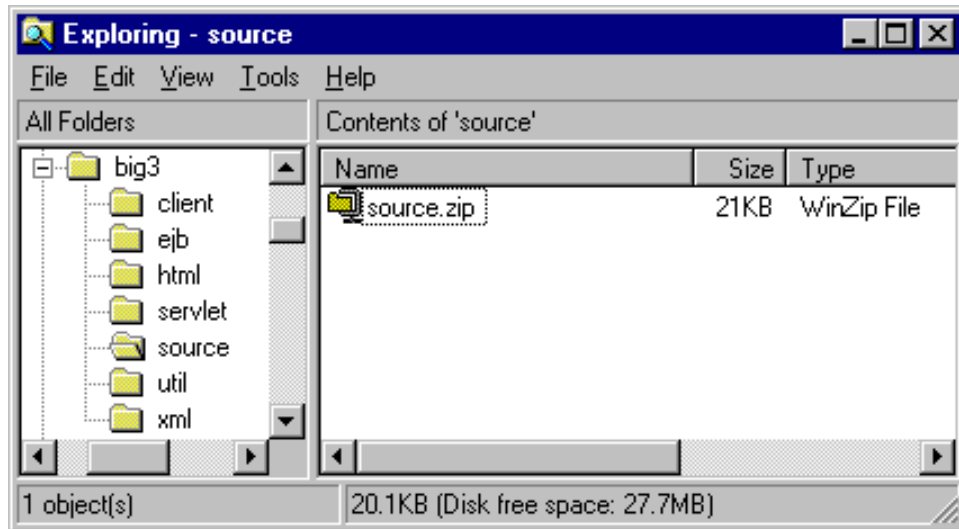 Exploring - source
File Edit View Tools Help
All Folders
Contents of 'source'
big3
client
ejb
html
servlet
source
util
xml
Name Size Type
source.zip 21KB WinZip File
1 object(s)
20.1KB (Disk free space: 27.7MB)